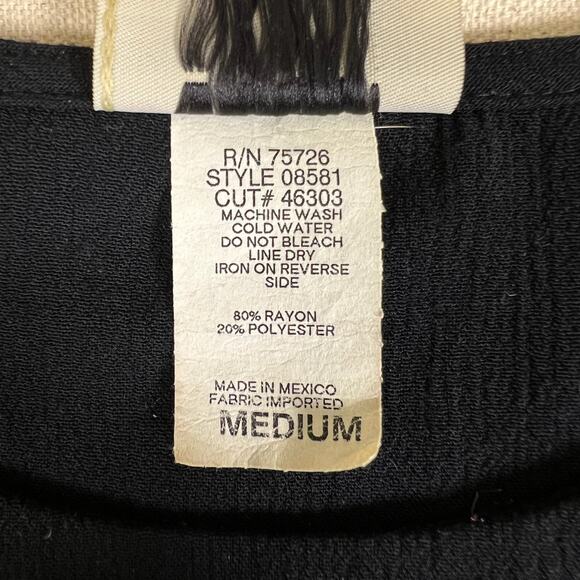 R/N 75726
STYLE 08581
CUT# 46303
MACHINE WASH
COLD WATER
DO NOT BLEACH
LINE DRY
IRON ON REVERSE
SIDE
80% RAYON
20% POLYESTER
MADE IN MEXICO
FABRIC IMPORTED
MEDIUM